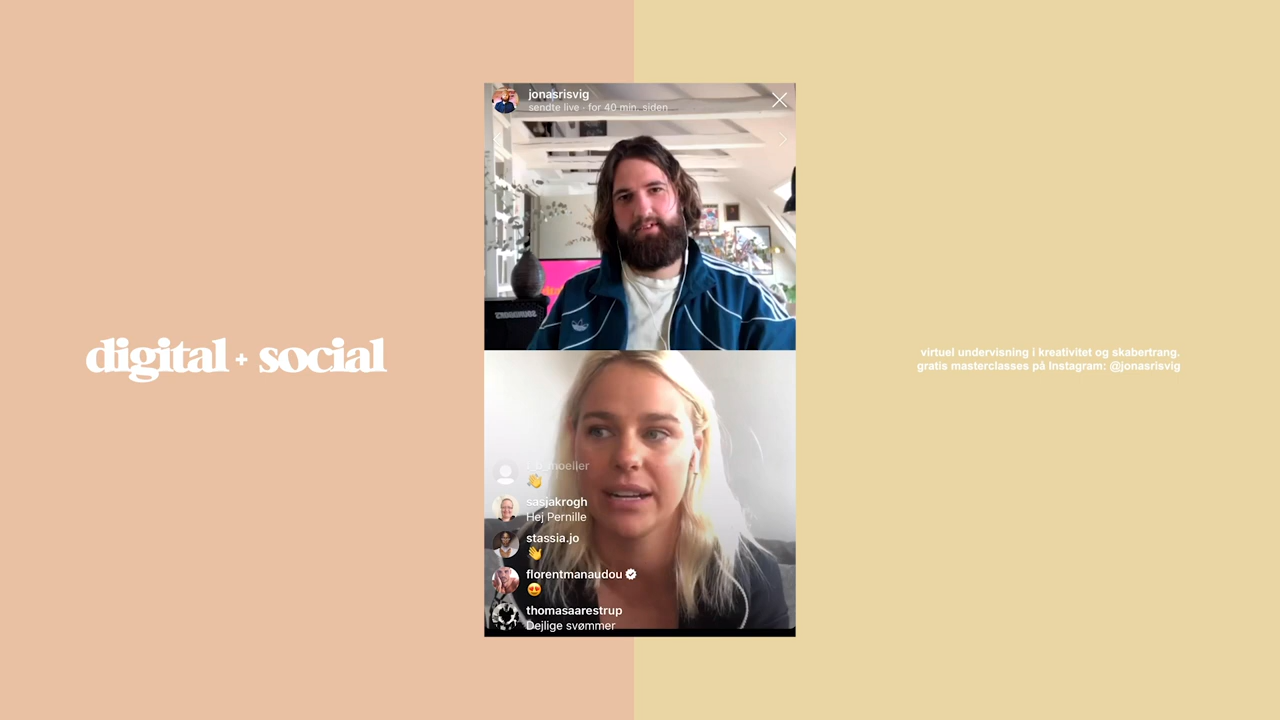 digital + social
jonasrisvig
sendte live · for 40 min. siden
moeller
👏
sasjakrogh
Hej Pernille
stassia.jo
👋
florentmanaudou
😍
thomasaarestrup
Dejlige svømmer
virtuel undervisning i kreativitet og skabertrang.
gratis masterclasses på Instagram: @jonasrisvig